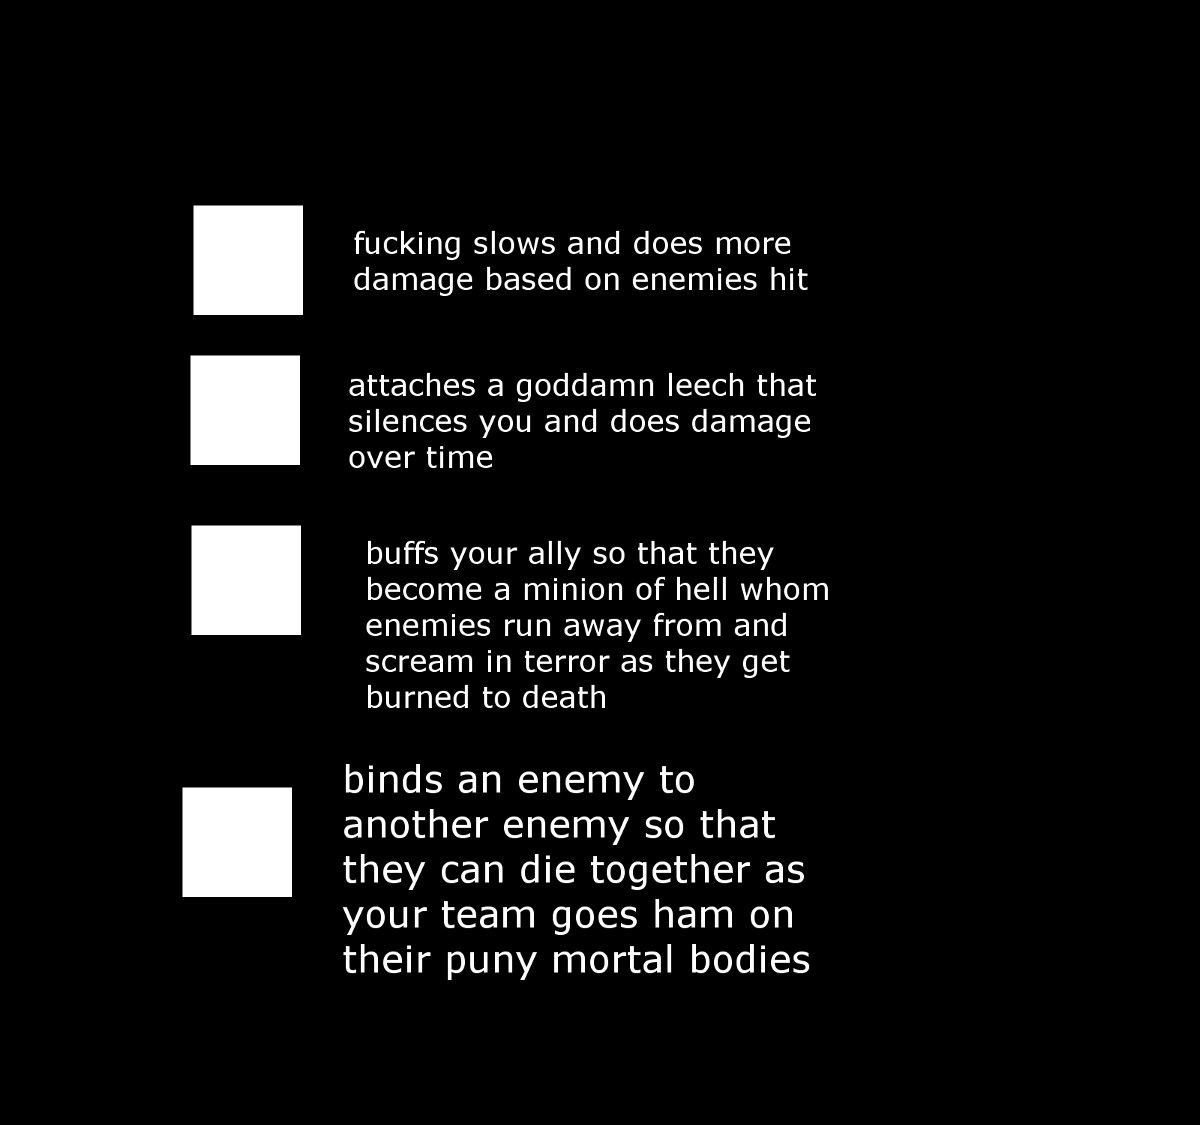 fucking slows and does more
damage based on enemies hit
attaches a goddamn leech that
silences you and does damage
over time
buffs your ally so that they
become a minion of hell whom
enemies run away from and
scream in terror as they get
burned to death
binds an enemy to
another enemy so that
they can die together as
your team goes ham on
their puny mortal bodies